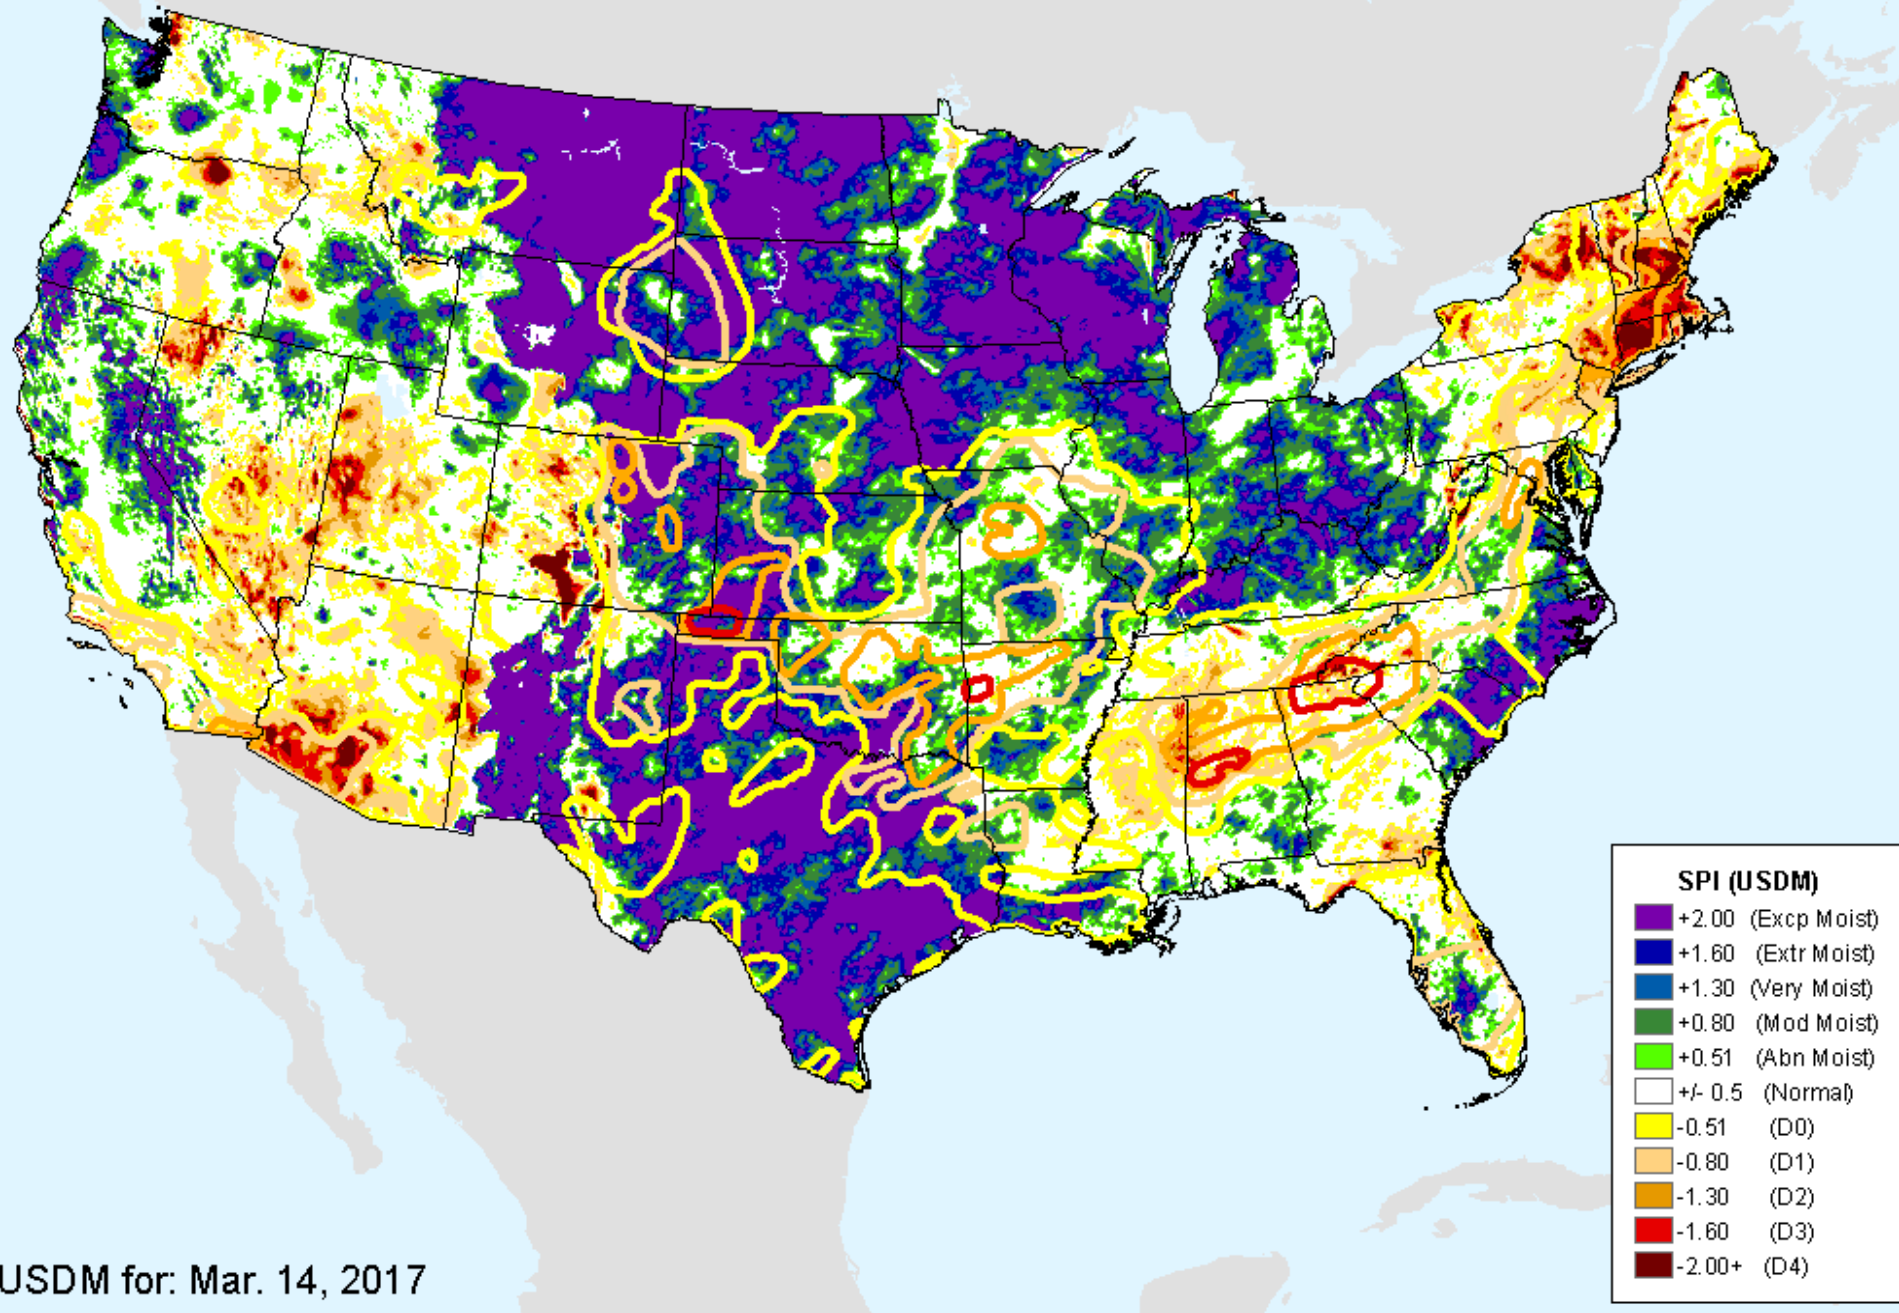 SPI (USDM)
+2.00 (Excp Moist)
+1.60 (Extr Moist)
+1.30 (Very Moist)
+0.80 (Mod Moist)
+0.51 (Abn Moist)
+/- 0.5 (Normal)
-0.51 (D0)
-0.80 (D1)
-1.30 (D2)
-1.60 (D3)
-2.00+ (D4)
USDM for: Mar. 14, 2017